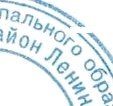 пального обра
айон Ленин